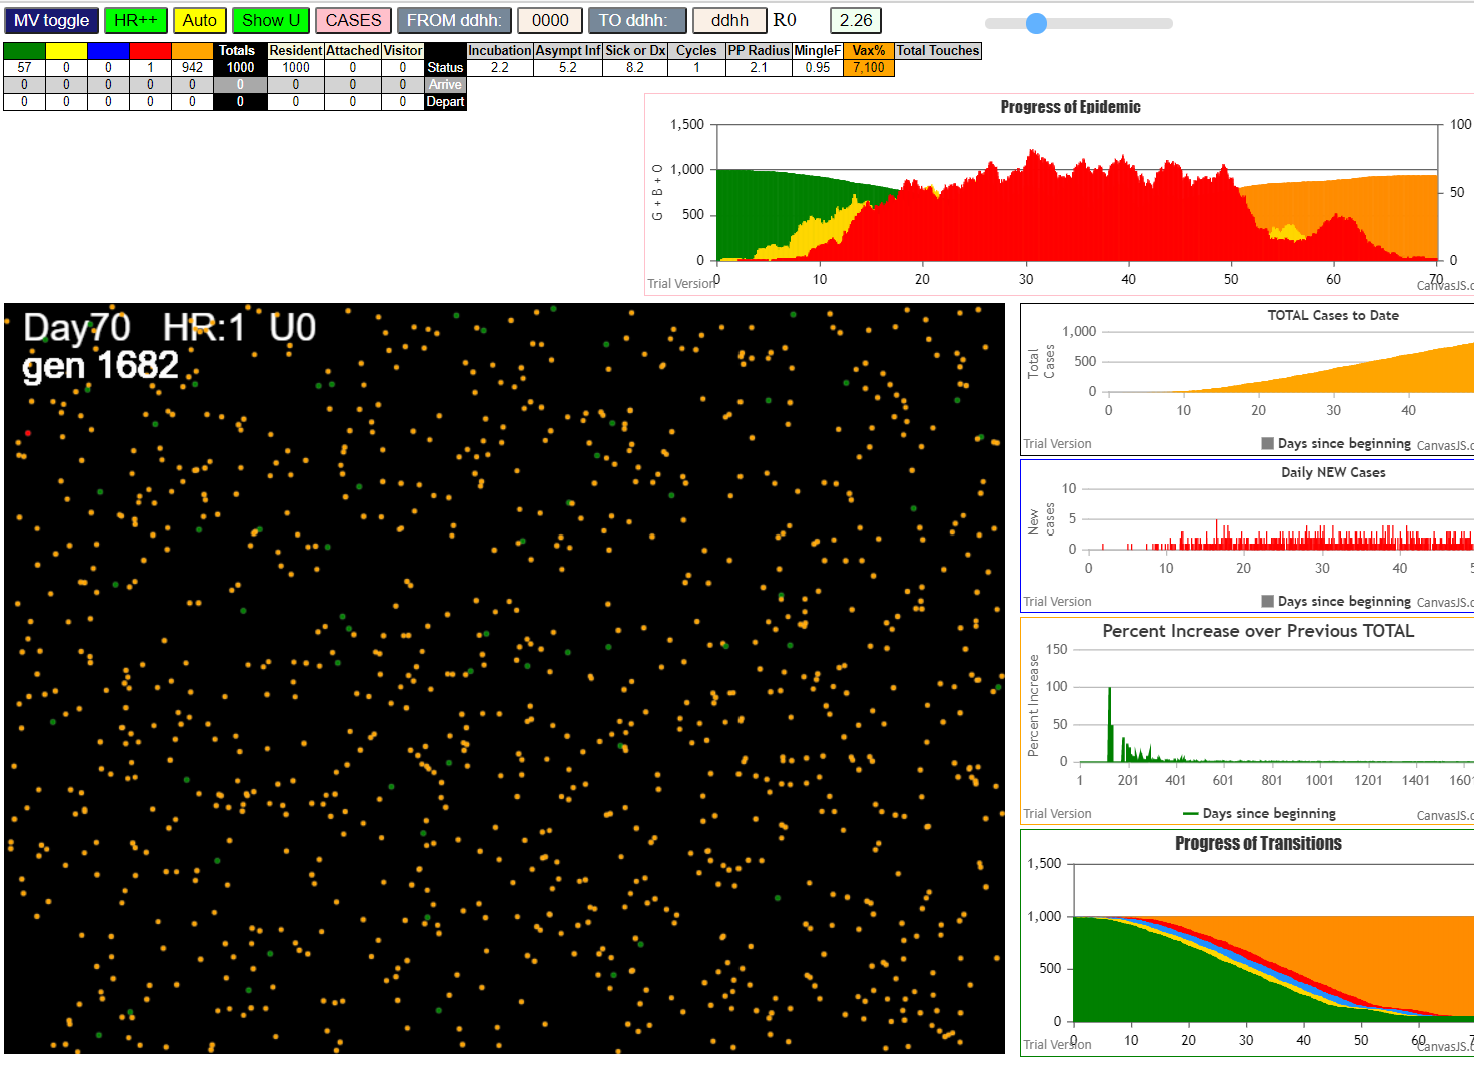 MV toggle HR++ Auto Show U CASES FROM ddhh: 0000 TO ddhh: ddhh R0 2.26
Totals Resident Attached Visitor Incubation Asympt Inf Sick or Dx Cycles PP Radius MingleF Vax% Total Touches
57 0 0 1 942 1000 1000 0 0 Status 2.2 5.2 8.2 1 2.1 0.95 7,100
0 0 0 0 0 0 0 0 0 Arrive
0 0 0 0 0 0 0 0 0 Depart
Progress of Epidemic
1,500 100
1,000
500 50
0 0
G + B + O
0 10 20 30 40 50 60 70
Trial Version CanvasJS.c
Day70 HR:1 U0
gen 1682
TOTAL Cases to Date
Total
Cases
1,000
500
0
0 10 20 30 40
Days since beginning
Trial Version CanvasJS.c
Daily NEW Cases
New
cases
10
5
0
0 10 20 30 40 5
Days since beginning
Trial Version CanvasJS.c
Percent Increase over Previous TOTAL
Percent Increase
150
100
50
0
1 201 401 601 801 1001 1201 1401 1601
Days since beginning
Trial Version CanvasJS.c
Progress of Transitions
1,500
1,000
500
0
0 10 20 30 40 50 60 7
Trial Version CanvasJS.c